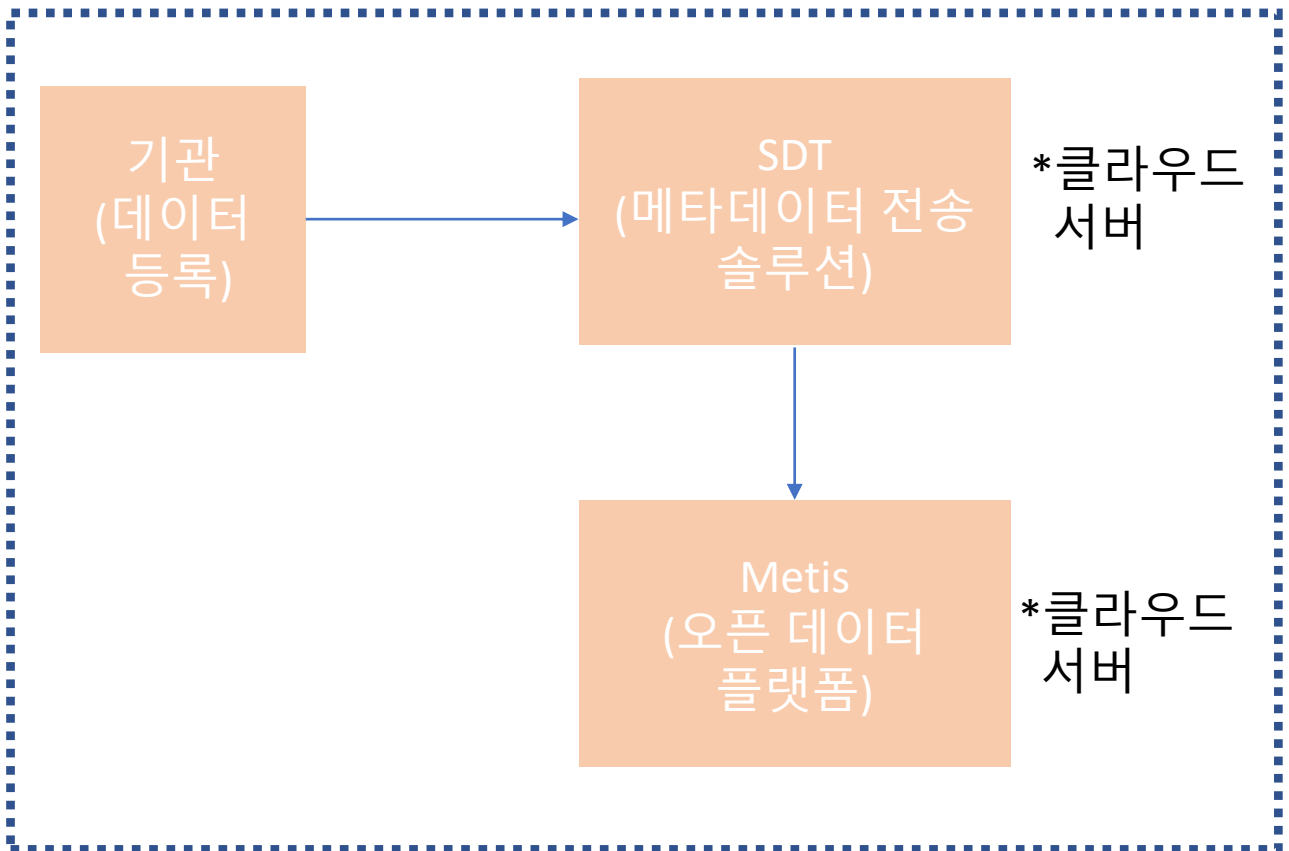 기관
(데이터
등록)
SDT
(메타데이터 전송
솔루션)
*클라우드
서버
Metis
(오픈 데이터
플랫폼)
*클라우드
서버